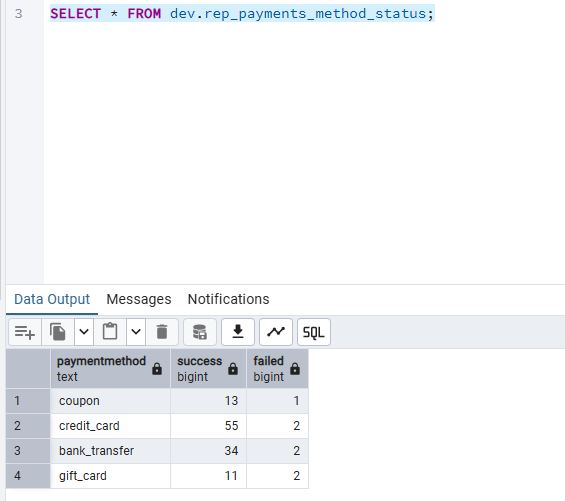 3 SELECT * FROM dev.rep_payments_method_status;
Data Output Messages Notifications
SQL
paymentmethod success failed
text bigint bigint
1 coupon 13 1
2 credit_card 55 2
3 bank_transfer 34 2
4 gift_card 11 2